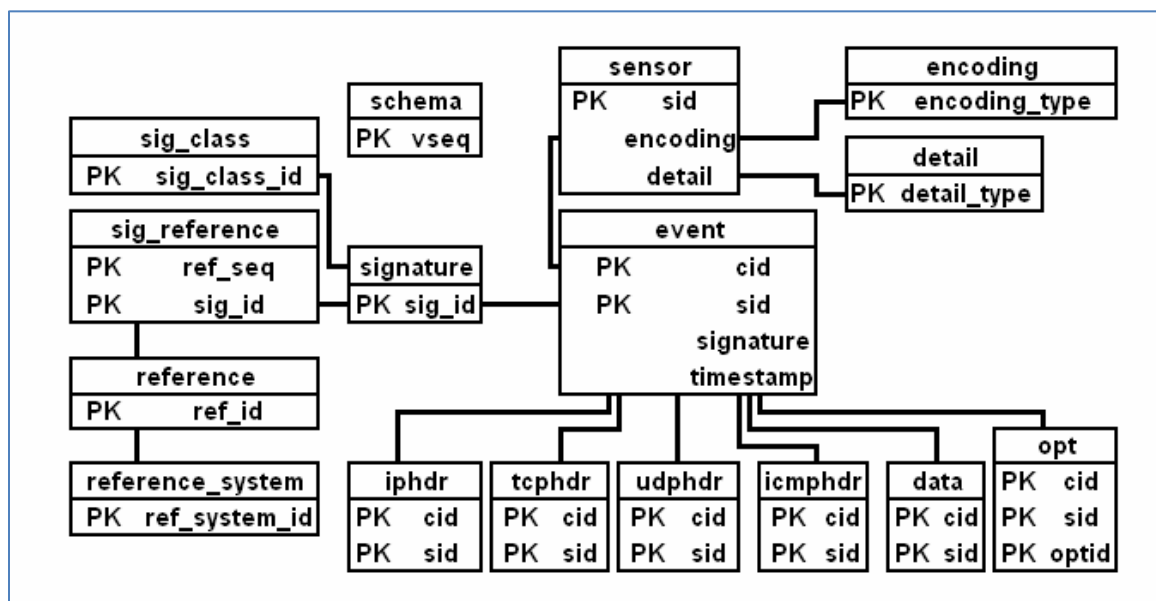 sensor
PK sid
encoding
detail
encoding
PK encoding_type
detail
PK detail_type
schema
PK vseq
sig_class
PK sig_class_id
sig_reference
PK ref_seq
PK sig_id
signature
PK sig_id
event
PK cid
PK sid
signature
timestamp
reference
PK ref_id
reference_system
PK ref_system_id
iphdr
PK cid
PK sid
tcphdr
PK cid
PK sid
udphdr
PK cid
PK sid
icmphdr
PK cid
PK sid
data
PK cid
PK sid
opt
PK cid
PK sid
PK optid